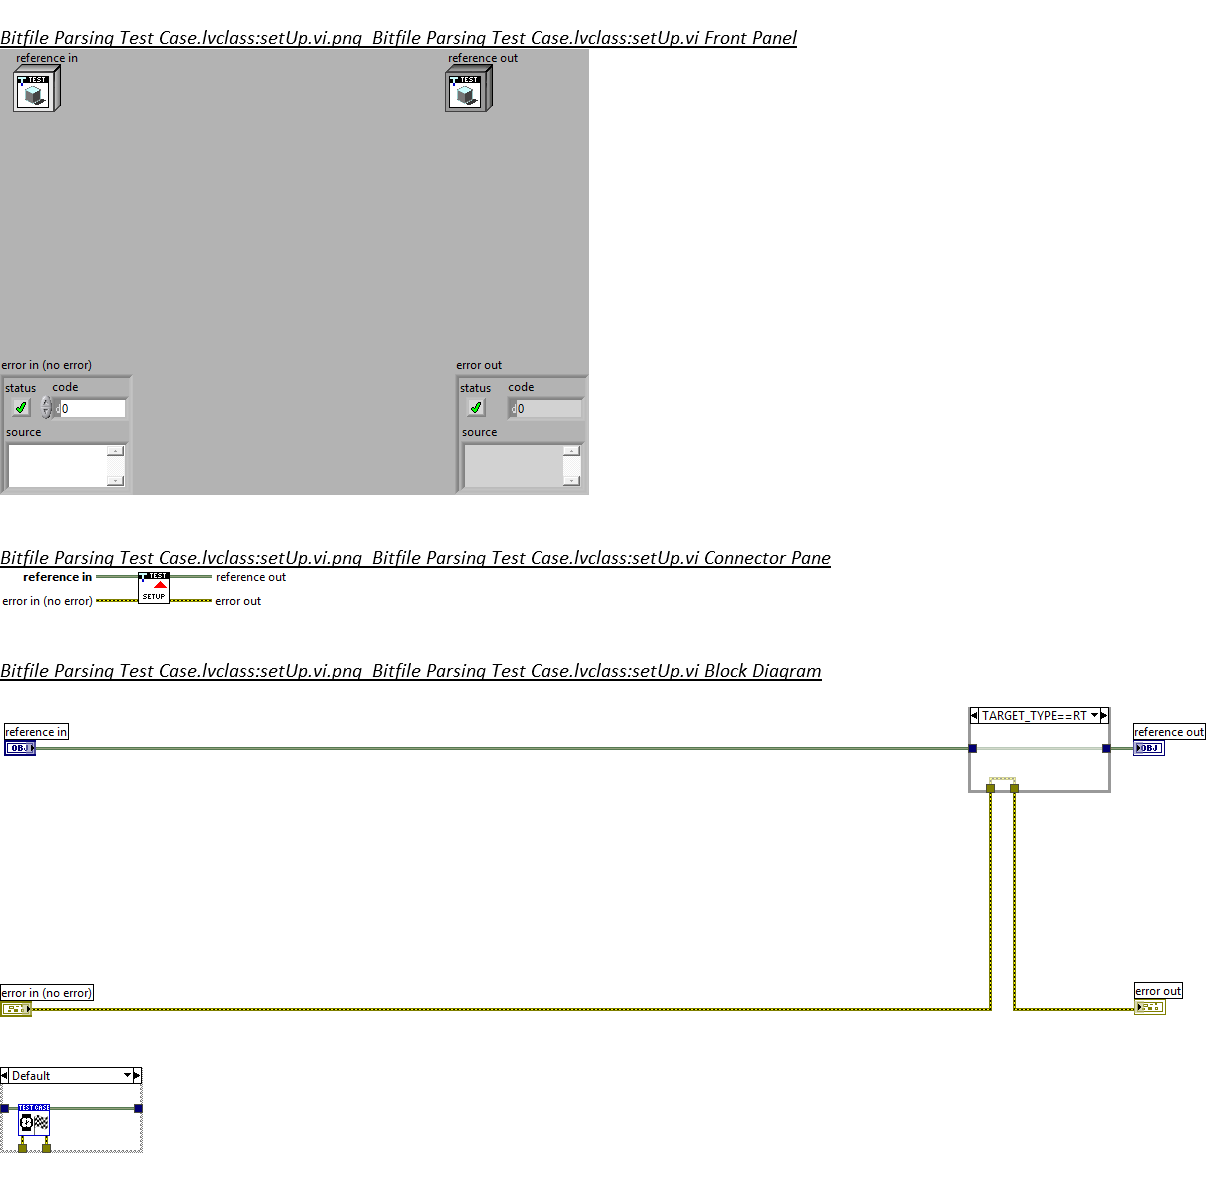 Bitfile Parsing Test Case.lvclass:setUp.vi.png Bitfile Parsing Test Case.lvclass:setUp.vi Front Panel
reference in reference out
TEST TEST
error in (no error) error out
status code status code
d 0 d 0
source source
Bitfile Parsing Test Case.lvclass:setUp.vi.png Bitfile Parsing Test Case.lvclass:setUp.vi Connector Pane
reference in TEST reference out
error in (no error) SETUP error out
Bitfile Parsing Test Case.lvclass:setUp.vi.png Bitfile Parsing Test Case.lvclass:setUp.vi Block Diagram
TARGET_TYPE==RT
reference in reference out
OBJ OBJ
error in (no error) error out
Default
TEST CASE